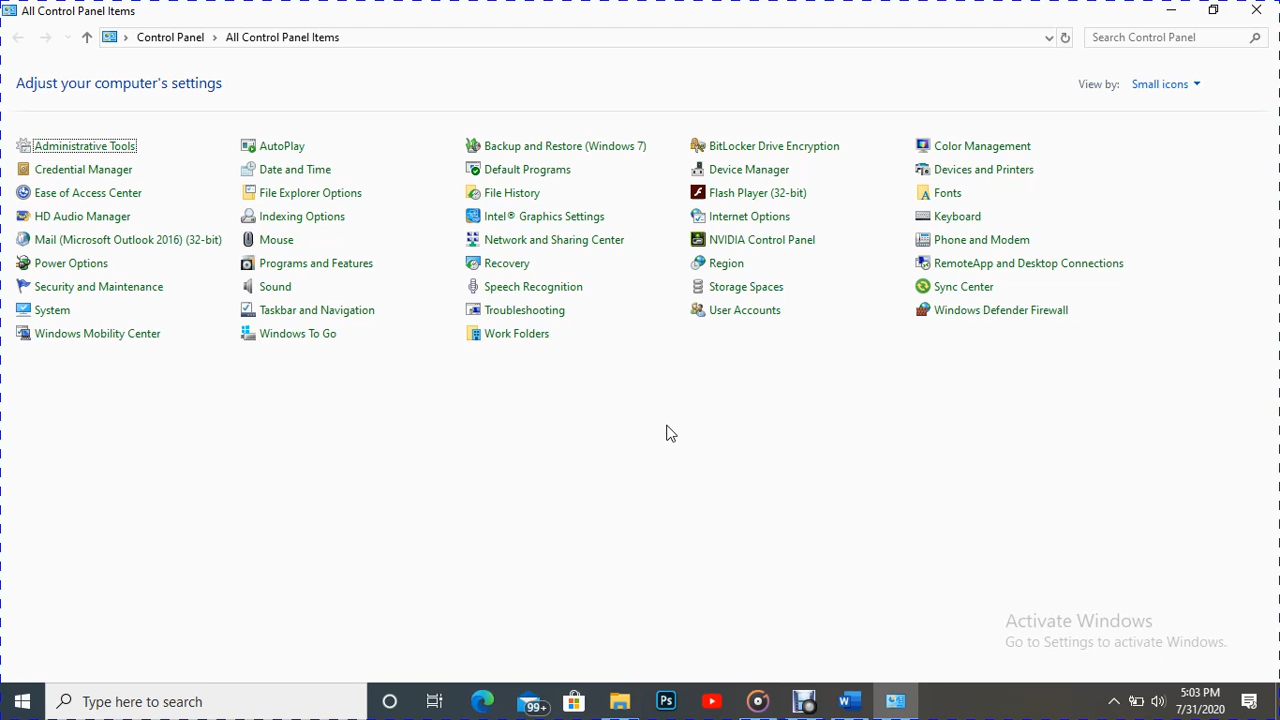 All Control Panel Items
Control Panel > All Control Panel Items
Search Control Panel
Adjust your computer's settings
View by: Small icons
Administrative Tools
AutoPlay
Backup and Restore (Windows 7)
BitLocker Drive Encryption
Color Management
Credential Manager
Date and Time
Default Programs
Device Manager
Devices and Printers
Ease of Access Center
File Explorer Options
File History
Flash Player (32-bit)
Fonts
HD Audio Manager
Indexing Options
Intel® Graphics Settings
Internet Options
Keyboard
Mail (Microsoft Outlook 2016) (32-bit)
Mouse
Network and Sharing Center
NVIDIA Control Panel
Phone and Modem
Power Options
Programs and Features
Recovery
Region
RemoteApp and Desktop Connections
Security and Maintenance
Sound
Speech Recognition
Storage Spaces
Sync Center
System
Taskbar and Navigation
Troubleshooting
User Accounts
Windows Defender Firewall
Windows Mobility Center
Windows To Go
Work Folders
Activate Windows
Go to Settings to activate Windows.
Type here to search
99+
Ps
5:03 PM
7/31/2020